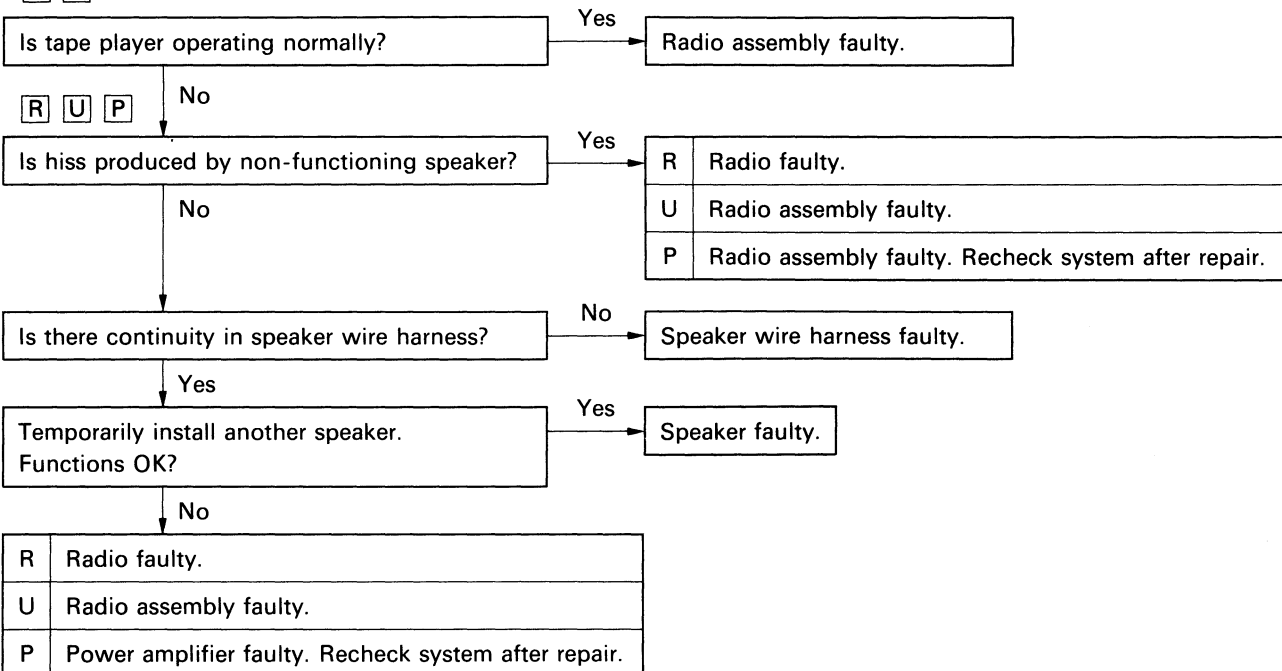 Is tape player operating normally?
Yes
Radio assembly faulty.
No
R U P
Is hiss produced by non-functioning speaker?
Yes
R Radio faulty.
U Radio assembly faulty.
P Radio assembly faulty. Recheck system after repair.
No
Is there continuity in speaker wire harness?
No
Speaker wire harness faulty.
Yes
Temporarily install another speaker.
Functions OK?
Yes
Speaker faulty.
No
R Radio faulty.
U Radio assembly faulty.
P Power amplifier faulty. Recheck system after repair.